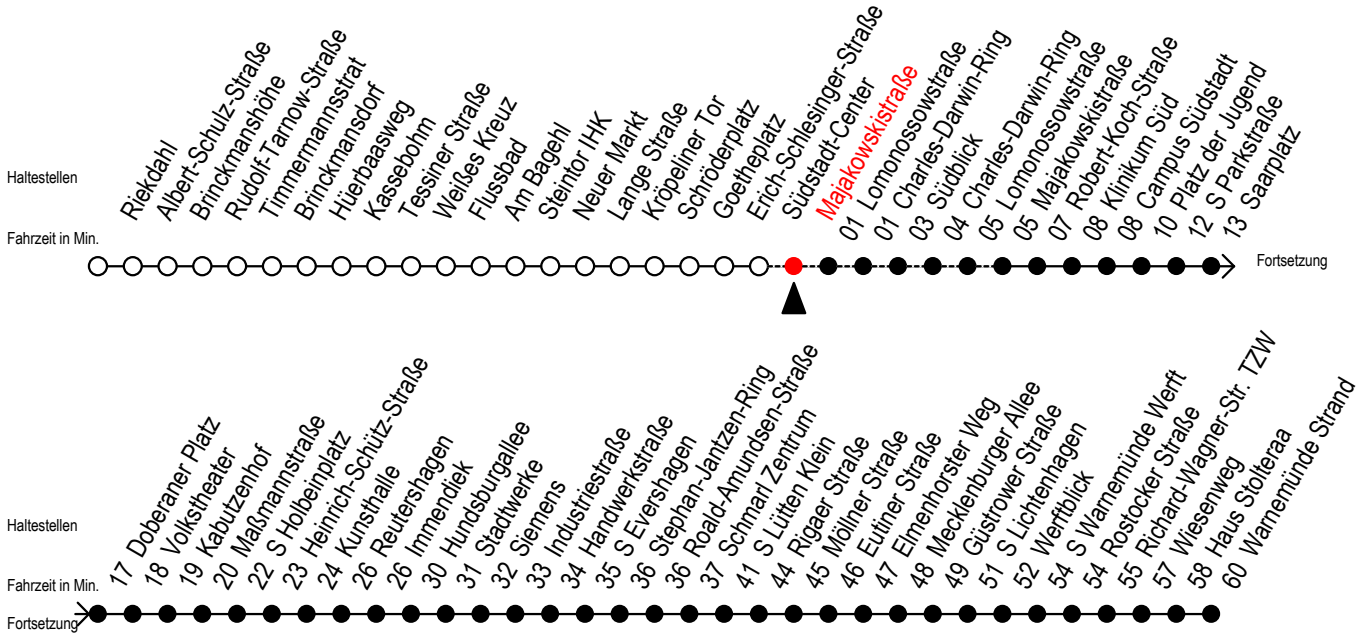 Haltestellen
Riekdahl
Albert-Schulz-Straße
Brinckmanshöhe
Rudolf-Tarnow-Straße
Timmermannsstrat
Brinckmansdorf
Hüerbaasweg
Kassebohm
Tessiner Straße
Weißes Kreuz
Flussbad
Am Bagehl
Steintor IHK
Neuer Markt
Lange Straße
Kröpeliner Tor
Schröderplatz
Goetheplatz
Erich-Schlesinger-Straße
Südstadt-Center
Majakowskistraße
01 Lomonossowstraße
01 Charles-Darwin-Ring
03 Südblick
04 Charles-Darwin-Ring
05 Lomonossowstraße
05 Majakowskistraße
07 Robert-Koch-Straße
08 Klinikum Süd
08 Campus Südstadt
10 Platz der Jugend
12 S Parkstraße
13 Saarplatz
Fahrzeit in Min.
Fortsetzung
Haltestellen
17 Doberaner Platz
18 Volkstheater
19 Kabutzenhof
20 Maßmannstraße
22 S Holbeinplatz
23 Heinrich-Schütz-Straße
24 Kunsthalle
26 Reutershagen
26 Immendiek
30 Hundsburgallee
31 Stadtwerke
32 Siemens
33 Industriestraße
34 Handwerkstraße
35 S Evershagen
36 Stephan-Jantzen-Ring
36 Roald-Amundsen-Straße
37 Schmarl Zentrum
41 S Lütten Klein
44 Rigaer Straße
45 Möllner Straße
46 Eutiner Straße
47 Elmenhorster Weg
48 Mecklenburger Allee
49 Güstrower Straße
51 S Lichtenhagen
52 Werftblick
54 S Warnemünde Werft
54 Rostocker Straße
55 Richard-Wagner-Str. TZW
57 Wiesenweg
58 Haus Stolteraa
60 Warnemünde Strand
Fahrzeit in Min.
Fortsetzung